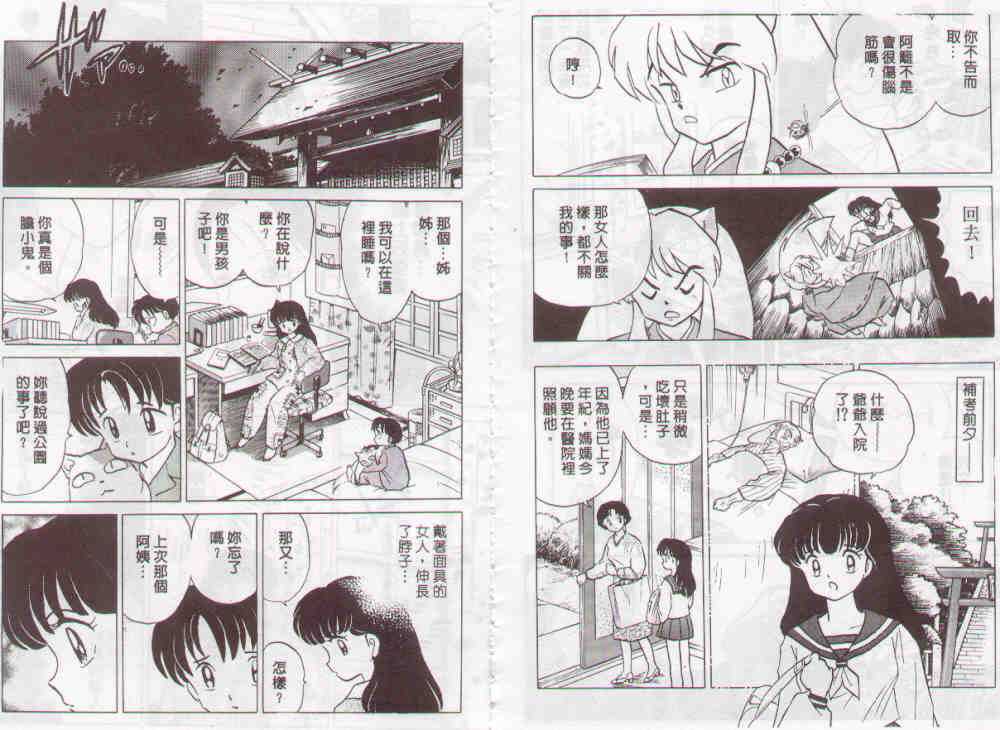 你不告而
取…
阿籬不是
會很傷腦
筋嗎？
哼！
回去！
那女人怎麼
樣，都不關
我的事！
補考前夕——
什麼——
爺爺入院
了!?
只是稍微
吃壞肚子
，可是…
因為他已上了
年紀，媽媽今
晚要在醫院裡
照顧他。
那個…姊
姊…
我可以在這
裡睡嗎？
你在說什
麼？
你是男孩
子吧！
可是～～～
你真是個
膽小鬼。
妳聽說過公園
的事了吧？
戴著面具的
女人，伸長
了脖子…
那又…
怎樣？
妳忘了
嗎？
上次那個
阿姨…